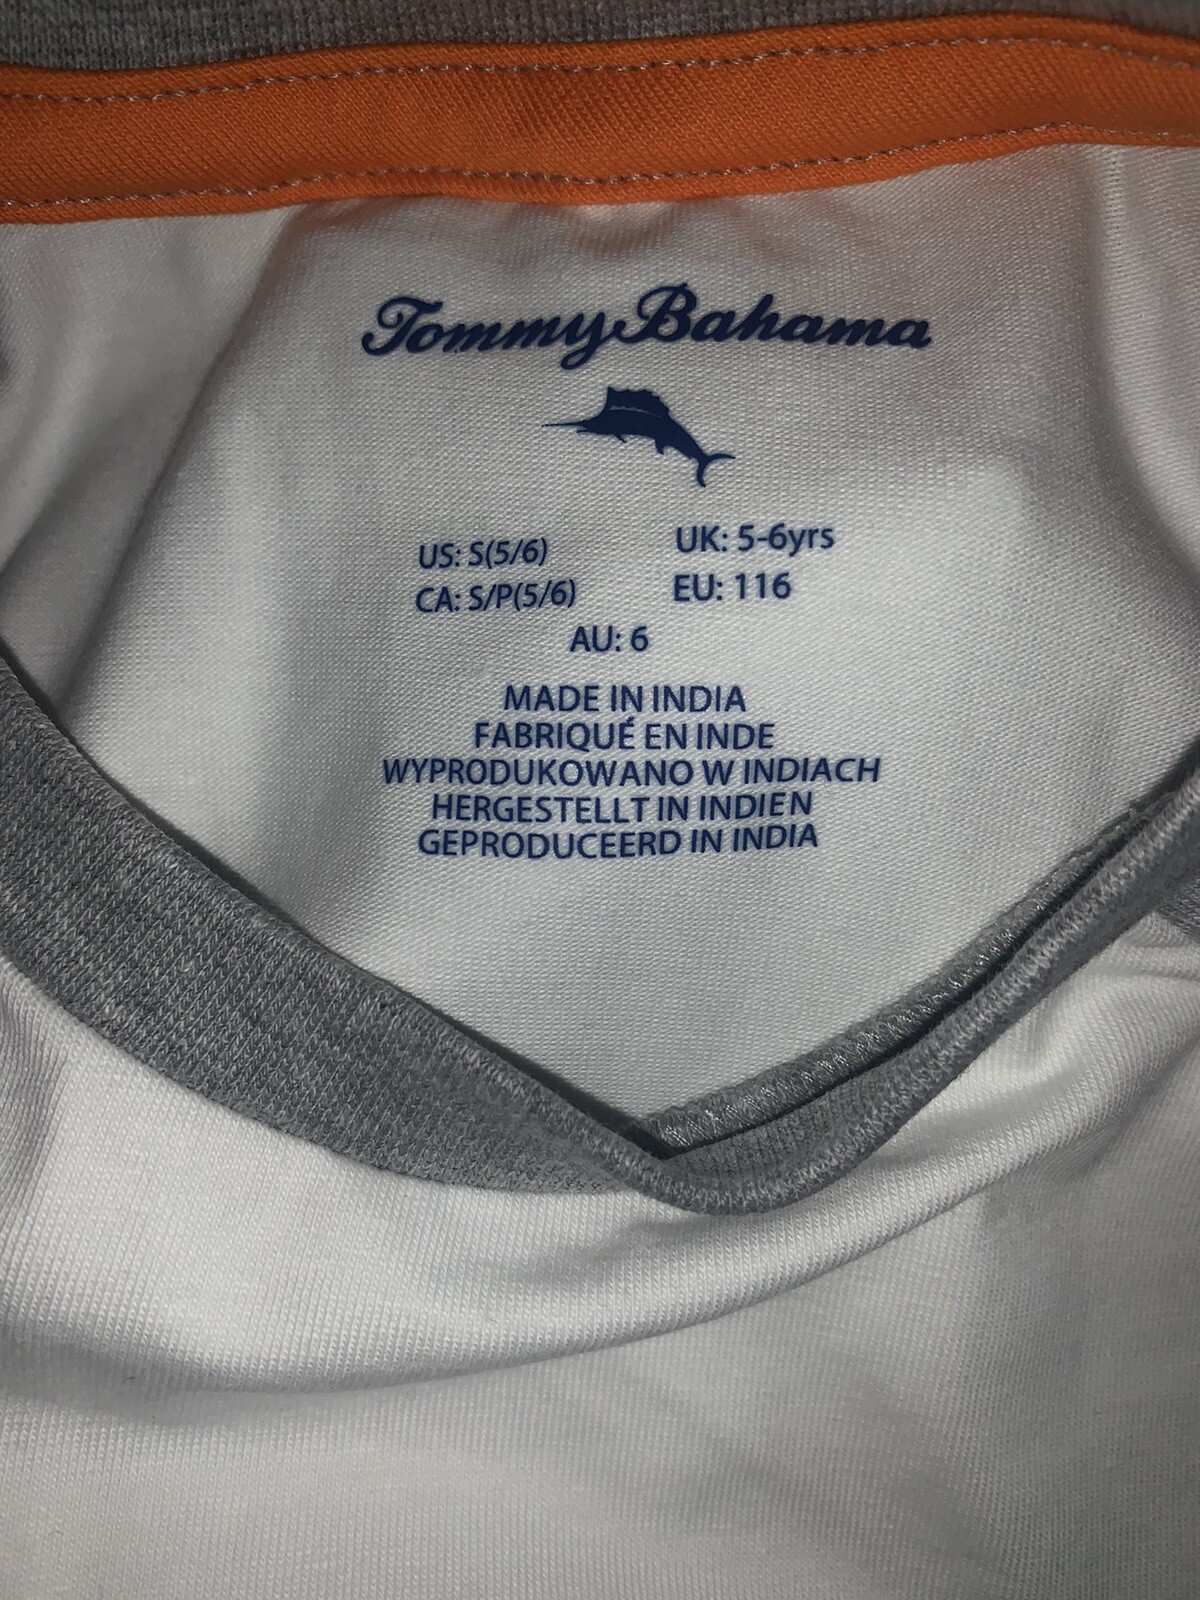 Tommy Bahama
US: S(5/6) UK: 5-6yrs
CA: S/P(5/6) EU: 116
AU: 6
MADE IN INDIA
FABRIQUÉ EN INDE
WYPRODUKOWANO W INDIACH
HERGESTELLT IN INDIEN
GEPRODUCEERD IN INDIA